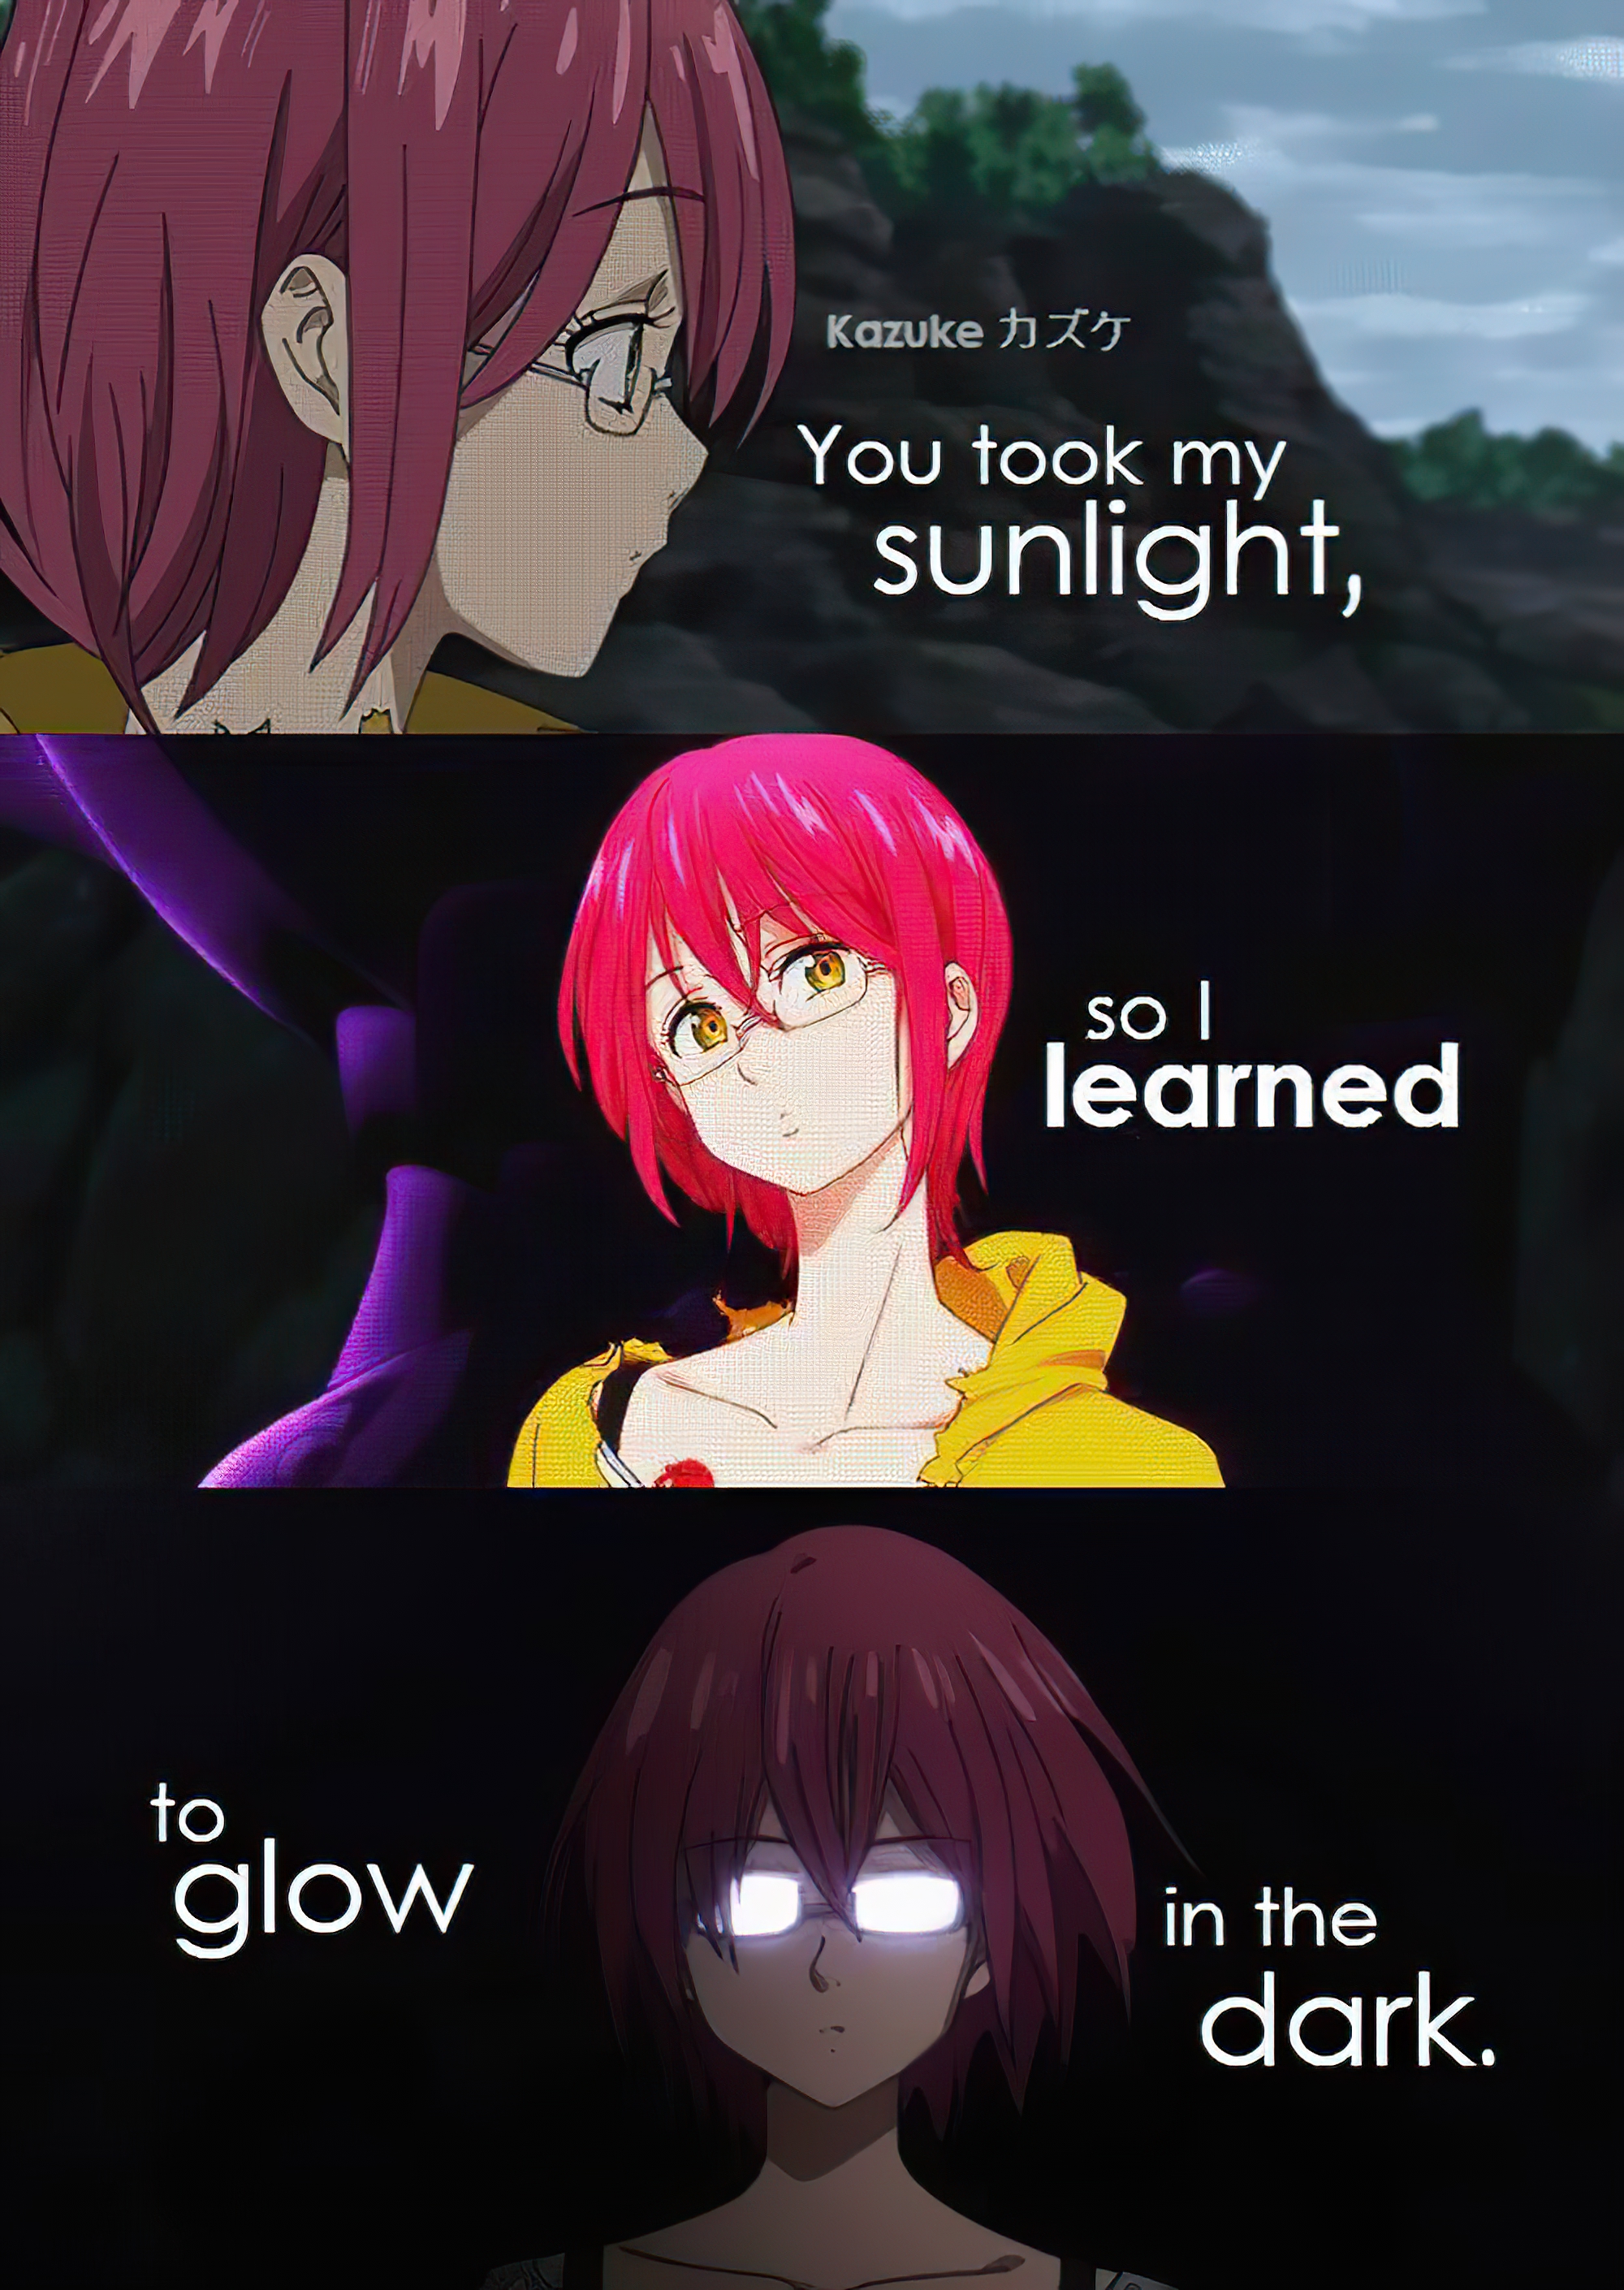 Kazuke カズケ
You took my
sunlight,
so I
learned
to
glow
in the
dark.